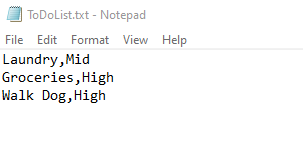 ToDoList.txt - Notepad
File Edit Format View Help
Laundry,Mid
Groceries,High
Walk Dog,High